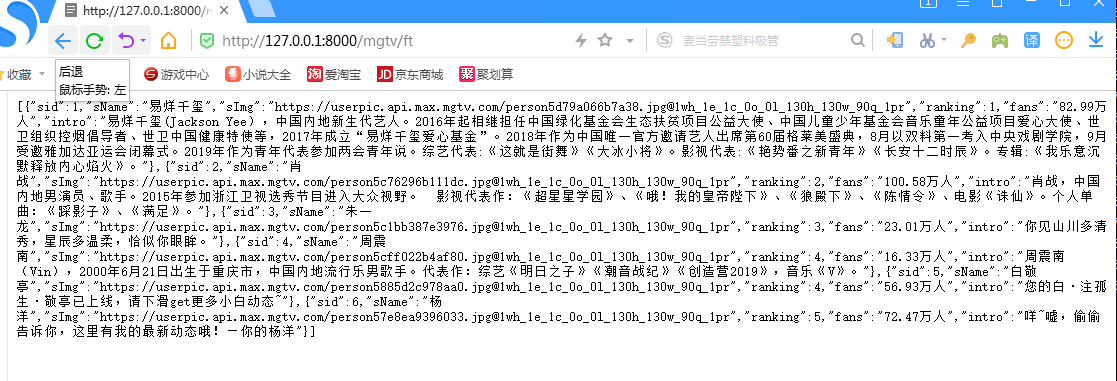 http://127.0.0.1:8000/n
http://127.0.0.1:8000/mgtv/ft
麦当劳禁塑料吸管
译
收藏
后退
鼠标手势: 左
游戏中心
小说大全
淘
爱淘宝
JD
京东商城
聚
聚划算
[{"sid":1,"sName":"易烊千玺","sImg":"https://userpic.api.max.mgtv.com/person5d79a066b7a38.jpg@1wh_1e_1c_0o_0l_130h_130w_90q_1pr","ranking":1,"fans":"82.99万
人","intro":"易烊千玺(Jackson Yee)，中国内地新生代艺人。2016年起相继担任中国绿化基金会生态扶贫项目公益大使、中国儿童少年基金会音乐童年公益项目爱心大使、世
卫组织控烟倡导者、世卫中国健康特使等，2017年成立“易烊千玺爱心基金”。2018年作为中国唯一官方邀请艺人出席第60届格莱美盛典，8月以双料第一考入中央戏剧学院，9月
受邀雅加达亚运会闭幕式。2019年作为青年代表参加两会青年说。综艺代表:《这就是街舞》《大冰小将》。影视代表:《艳势番之新青年》《长安十二时辰》。专辑:《我乐意沉
默释放内心焰火》。"},{"sid":2,"sName":"肖
战","sImg":"https://userpic.api.max.mgtv.com/person5c76296b111dc.jpg@1wh_1e_1c_0o_0l_130h_130w_90q_1pr","ranking":2,"fans":"100.58万人","intro":"肖战，中国
内地男演员、歌手。2015年参加浙江卫视选秀节目进入大众视野。 影视代表作：《超星星学园》、《哦！我的皇帝陛下》、《狼殿下》、《陈情令》、电影《诛仙》。个人单
曲：《踩影子》、《满足》。"},{"sid":3,"sName":"朱一
龙","sImg":"https://userpic.api.max.mgtv.com/person5c1bb387e3976.jpg@1wh_1e_1c_0o_0l_130h_130w_90q_1pr","ranking":3,"fans":"23.01万人","intro":"你见山川多清
秀，星辰多温柔，恰似你眼眸。"},{"sid":4,"sName":"周震
南","sImg":"https://userpic.api.max.mgtv.com/person5cff022b4af80.jpg@1wh_1e_1c_0o_0l_130h_130w_90q_1pr","ranking":4,"fans":"16.33万人","intro":"周震南
（Vin），2000年6月21日出生于重庆市，中国内地流行乐男歌手。代表作：综艺《明日之子》《潮音战纪》《创造营2019》，音乐《V》。"},{"sid":5,"sName":"白敬
亭","sImg":"https://userpic.api.max.mgtv.com/person5885d2c978aa0.jpg@1wh_1e_1c_0o_0l_130h_130w_90q_1pr","ranking":4,"fans":"56.93万人","intro":"您的白·注孤
生·敬亭已上线，请下滑get更多小白动态~"},{"sid":6,"sName":"杨
洋","sImg":"https://userpic.api.max.mgtv.com/person57e8ea9396033.jpg@1wh_1e_1c_0o_0l_130h_130w_90q_1pr","ranking":5,"fans":"72.47万人","intro":"咩~嘘，偷偷
告诉你，这里有我的最新动态哦！—你的杨洋"}]